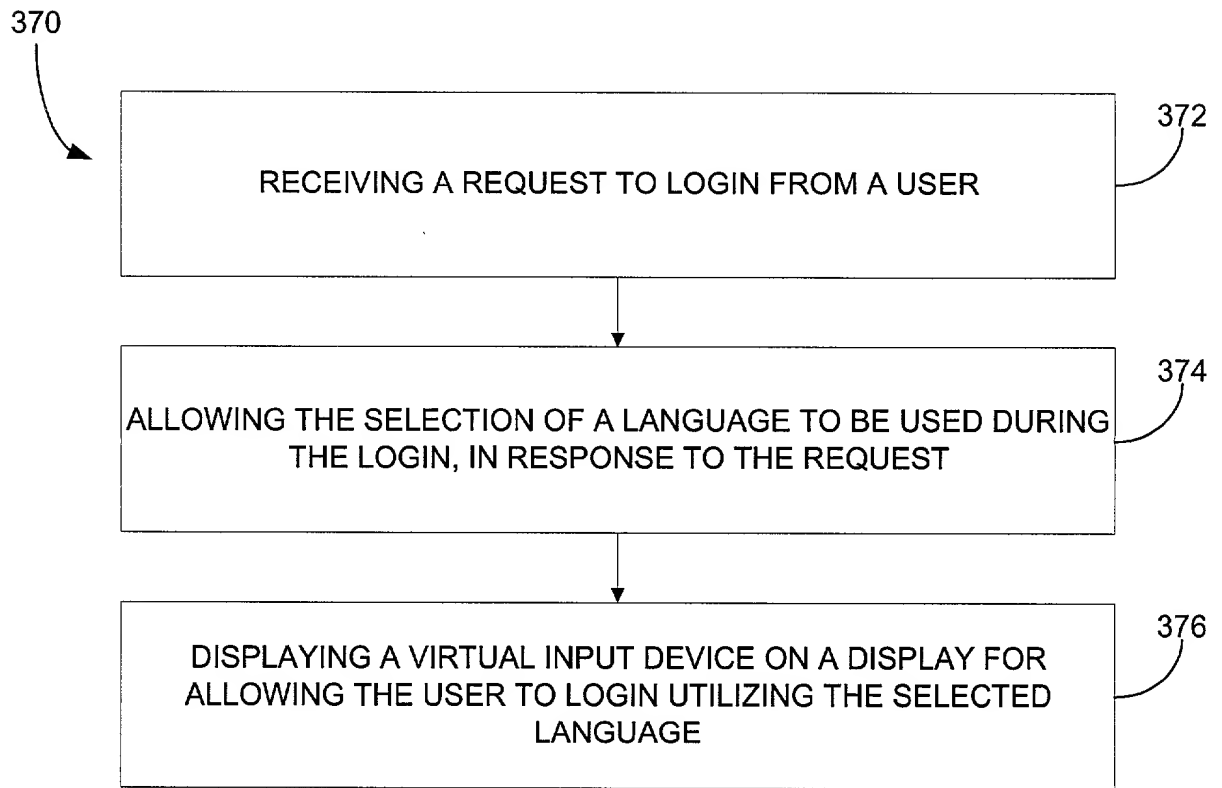 370
372
RECEIVING A REQUEST TO LOGIN FROM A USER
374
ALLOWING THE SELECTION OF A LANGUAGE TO BE USED DURING
THE LOGIN, IN RESPONSE TO THE REQUEST
376
DISPLAYING A VIRTUAL INPUT DEVICE ON A DISPLAY FOR
ALLOWING THE USER TO LOGIN UTILIZING THE SELECTED
LANGUAGE